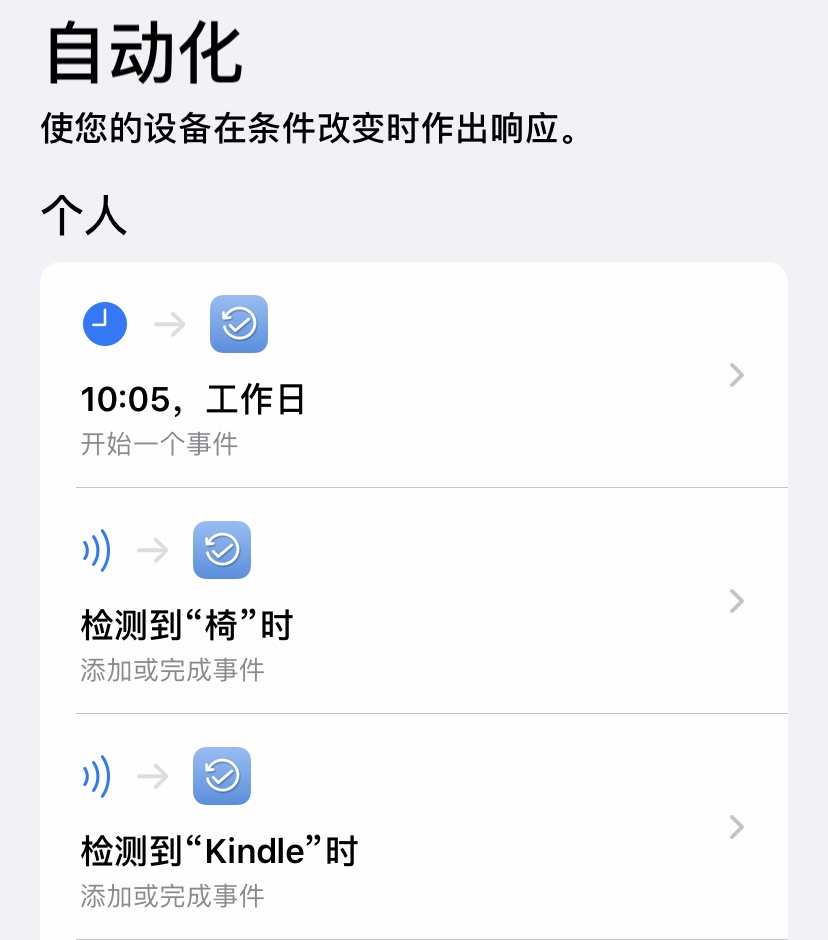 自动化
使您的设备在条件改变时作出响应。
个人
10:05，工作日
开始一个事件
检测到“椅”时
添加或完成事件
检测到“Kindle”时
添加或完成事件